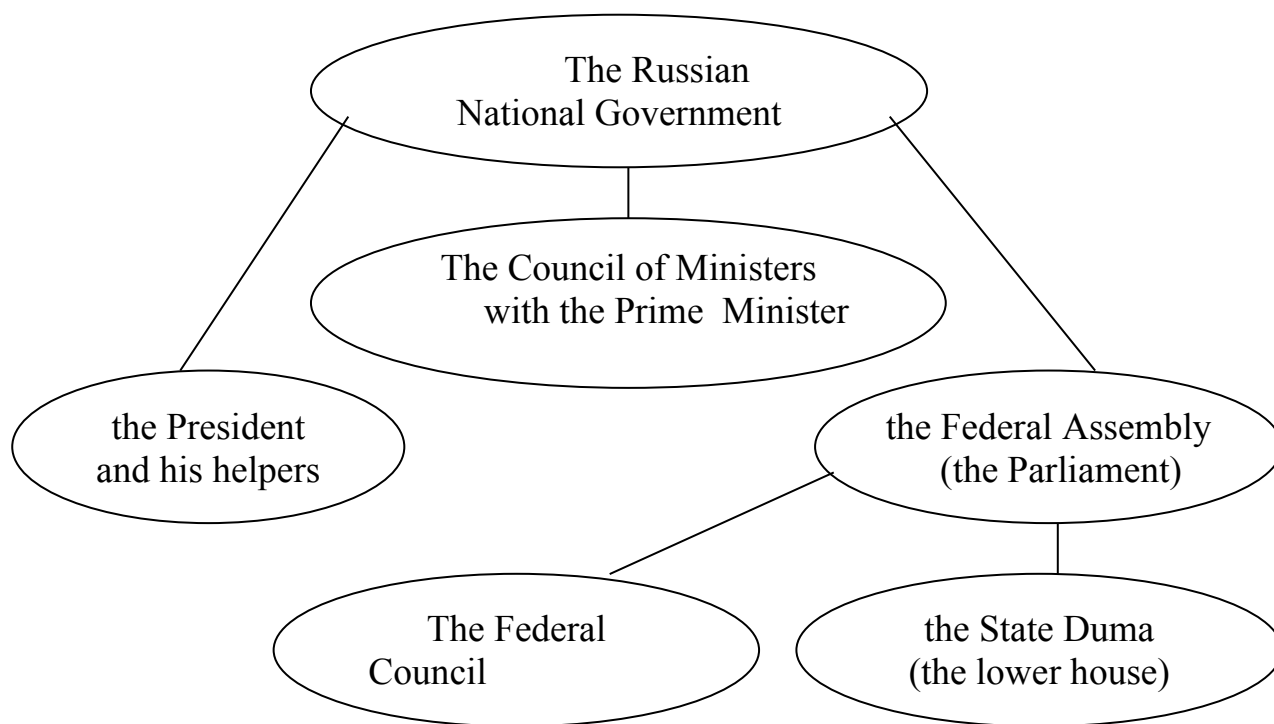 The Russian
National Government
The Council of Ministers
with the Prime Minister
the President
and his helpers
the Federal Assembly
(the Parliament)
The Federal
Council
the State Duma
(the lower house)